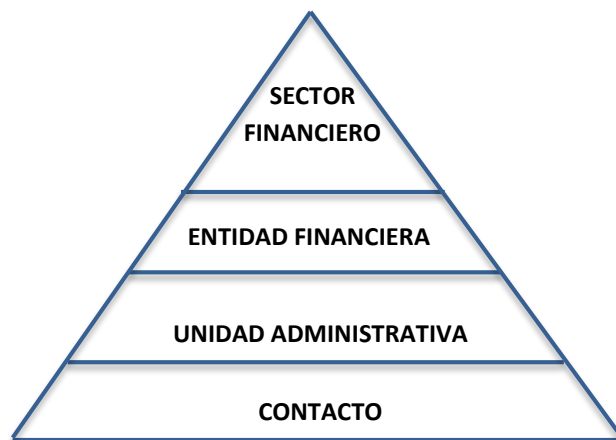 SECTOR
FINANCIERO
ENTIDAD FINANCIERA
UNIDAD ADMINISTRATIVA
CONTACTO